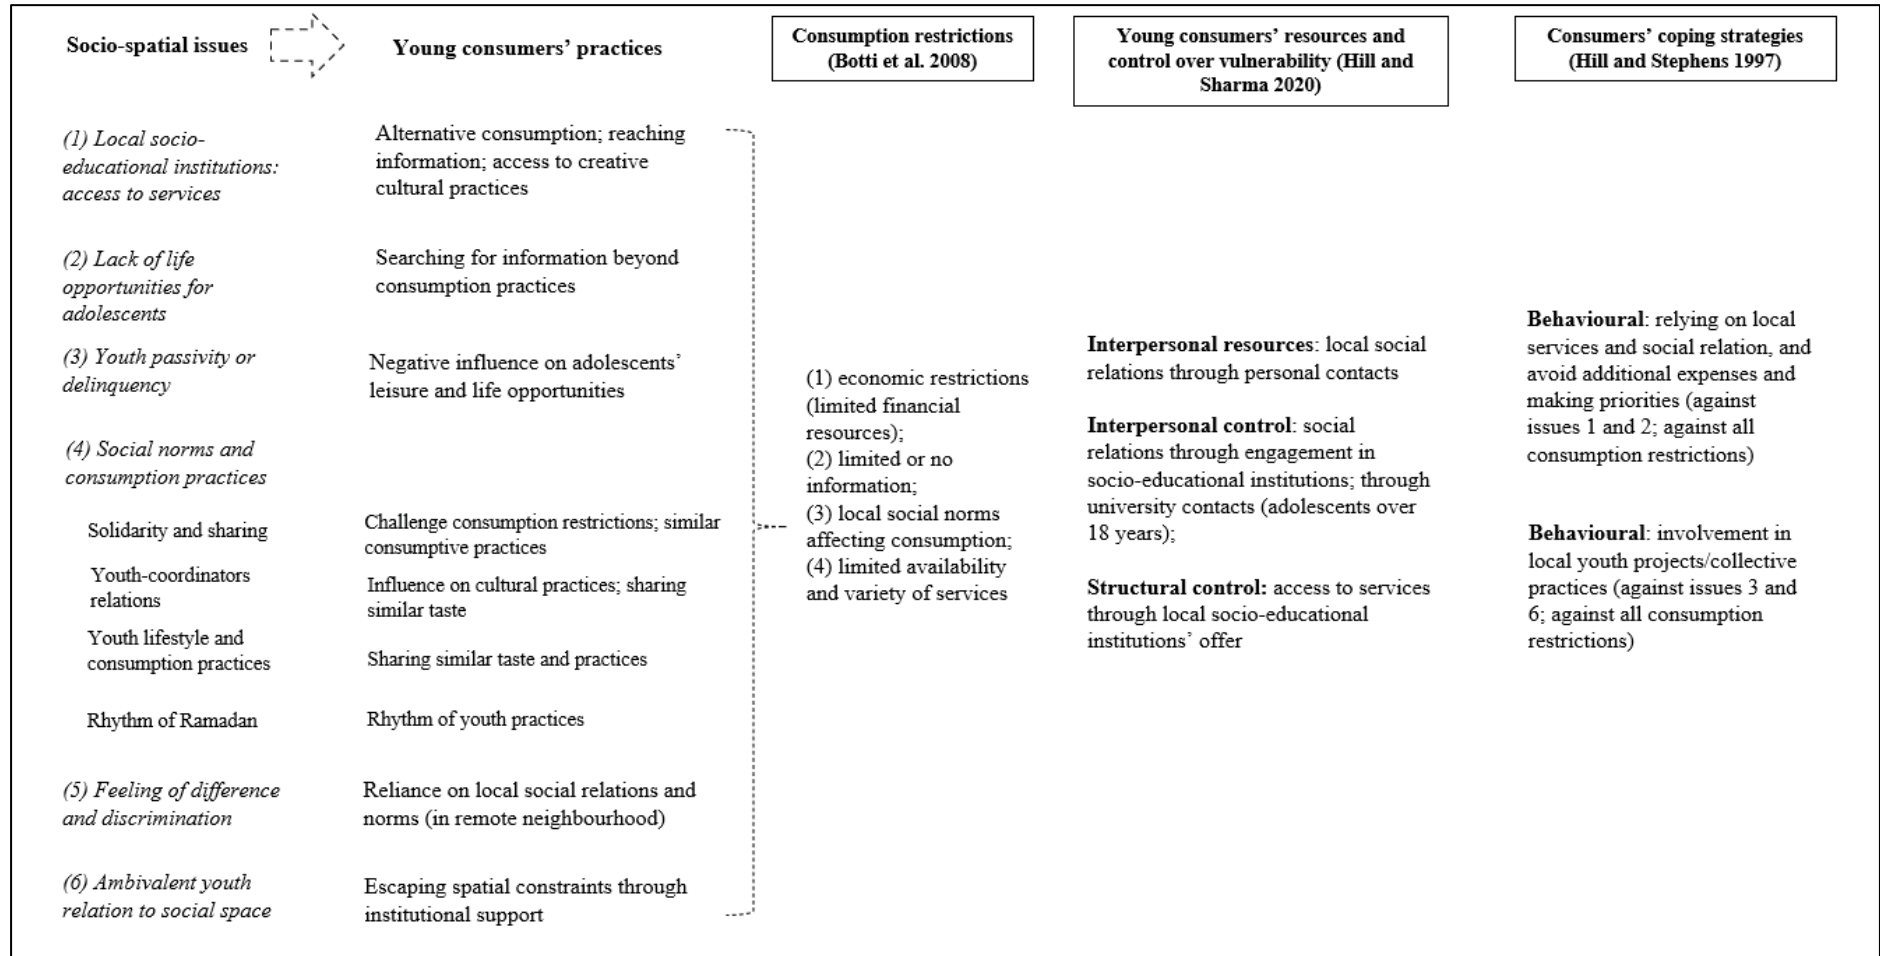 Socio-spatial issues
Young consumers’ practices
Consumption restrictions
(Botti et al. 2008)
Young consumers’ resources and
control over vulnerability (Hill and
Sharma 2020)
Consumers’ coping strategies
(Hill and Stephens 1997)
(1) Local socio-
educational institutions:
access to services
Alternative consumption; reaching
information; access to creative
cultural practices
(2) Lack of life
opportunities for
adolescents
Searching for information beyond
consumption practices
(3) Youth passivity or
delinquency
Negative influence on adolescents’
leisure and life opportunities
(4) Social norms and
consumption practices
Solidarity and sharing
Challenge consumption restrictions; similar
consumptive practices
Youth-coordinators
relations
Influence on cultural practices; sharing
similar taste
Youth lifestyle and
consumption practices
Sharing similar taste and practices
Rhythm of Ramadan
Rhythm of youth practices
(5) Feeling of difference
and discrimination
Reliance on local social relations and
norms (in remote neighbourhood)
(6) Ambivalent youth
relation to social space
Escaping spatial constraints through
institutional support
(1) economic restrictions
(limited financial
resources);
(2) limited or no
information;
(3) local social norms
affecting consumption;
(4) limited availability
and variety of services
Interpersonal resources: local social
relations through personal contacts
Interpersonal control: social
relations through engagement in
socio-educational institutions; through
university contacts (adolescents over
18 years);
Structural control: access to services
through local socio-educational
institutions’ offer
Behavioural: relying on local
services and social relation, and
avoid additional expenses and
making priorities (against
issues 1 and 2; against all
consumption restrictions)
Behavioural: involvement in
local youth projects/collective
practices (against issues 3 and
6; against all consumption
restrictions)